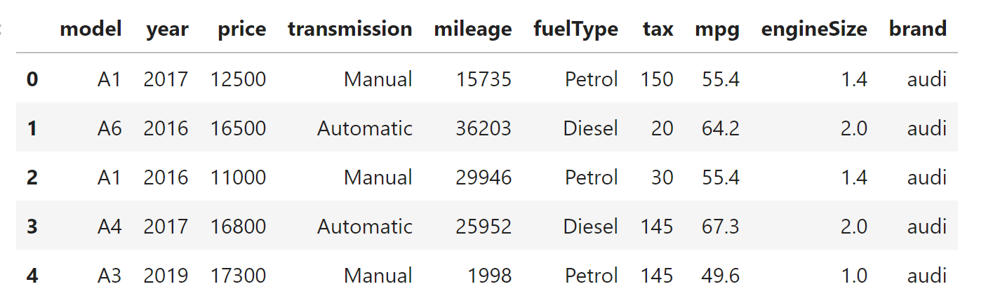 model year price transmission mileage fuelType tax mpg engineSize brand
0 A1 2017 12500 Manual 15735 Petrol 150 55.4 1.4 audi
1 A6 2016 16500 Automatic 36203 Diesel 20 64.2 2.0 audi
2 A1 2016 11000 Manual 29946 Petrol 30 55.4 1.4 audi
3 A4 2017 16800 Automatic 25952 Diesel 145 67.3 2.0 audi
4 A3 2019 17300 Manual 1998 Petrol 145 49.6 1.0 audi